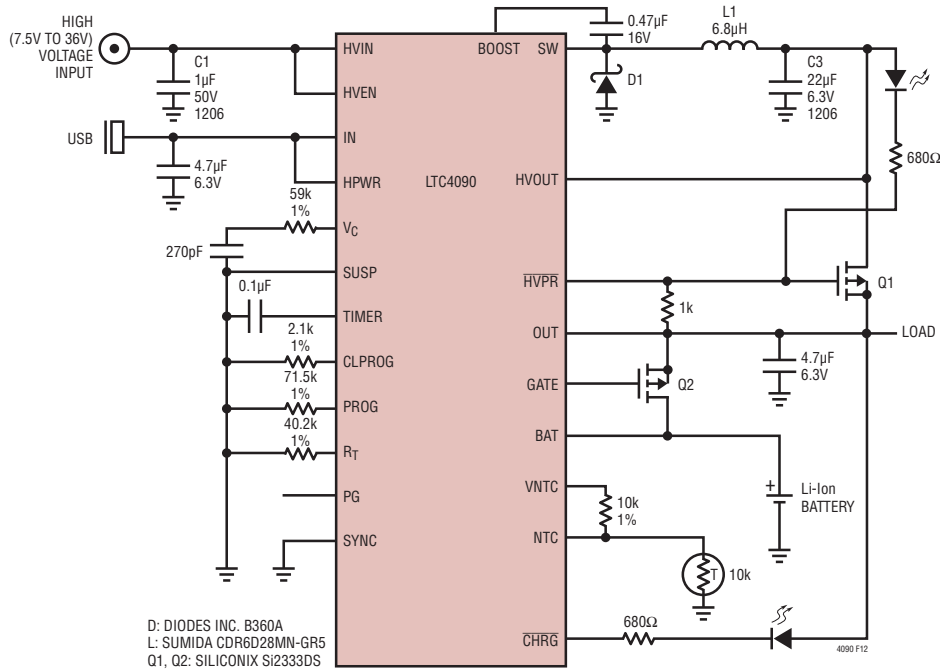 HIGH
(7.5V TO 36V)
VOLTAGE
INPUT
C1
1µF
50V
1206
USB
4.7µF
6.3V
59k
1%
270pF
0.1µF
2.1k
1%
71.5k
1%
40.2k
1%
HVIN
HVEN
IN
HPWR
VC
SUSP
TIMER
CLPROG
PROG
RT
PG
SYNC
LTC4090
BOOST
SW
HVOUT
HVPR
OUT
GATE
BAT
VNTC
NTC
CHRG
0.47µF
16V
D1
L1
6.8µH
C3
22µF
6.3V
1206
680Ω
Q1
1k
LOAD
4.7µF
6.3V
Q2
+
Li-Ion
BATTERY
10k
1%
T
10k
680Ω
4090 F12
D: DIODES INC. B360A
L: SUMIDA CDR6D28MN-GR5
Q1, Q2: SILICONIX Si2333DS